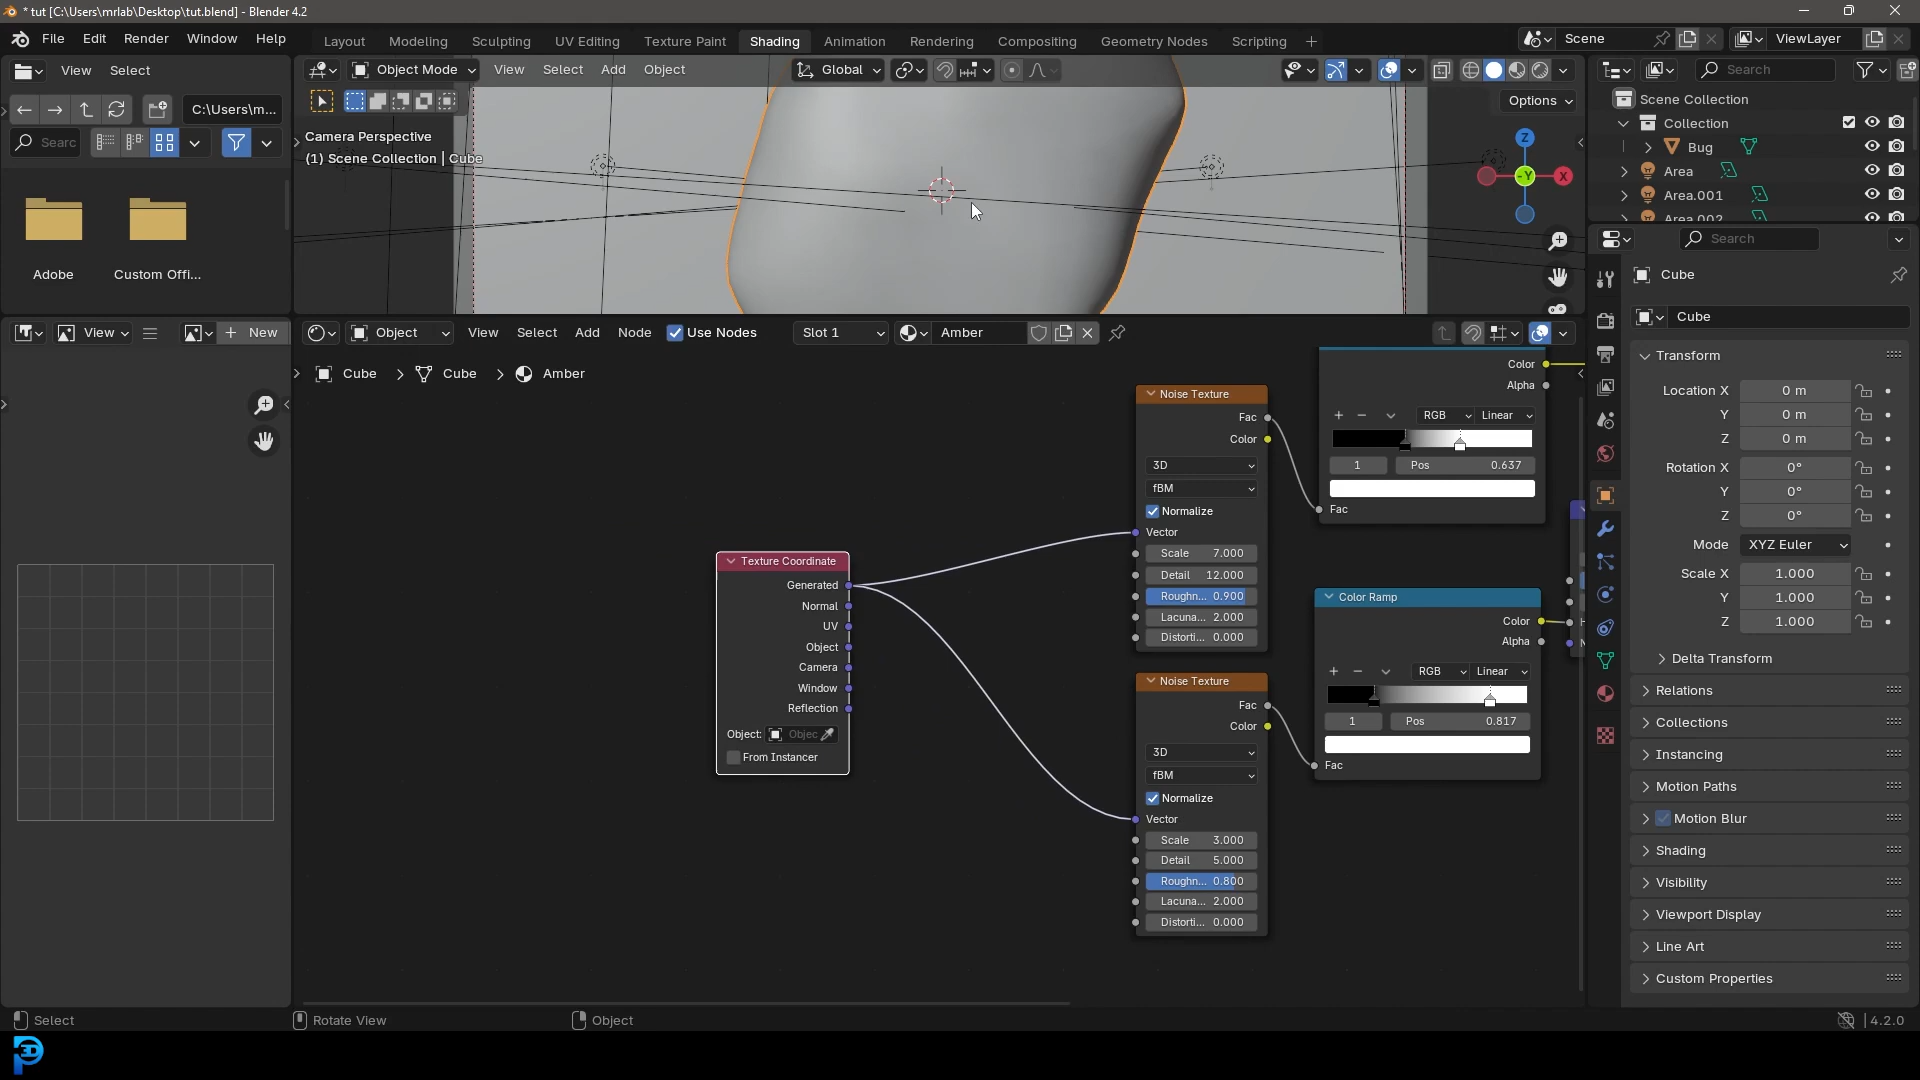 * tut [C:\Users\mrlab\Desktop\tut.blend] - Blender 4.2
File Edit Render Window Help
Layout Modeling Sculpting UV Editing Texture Paint Shading Animation Rendering Compositing Geometry Nodes Scripting +
Scene ViewLayer
View Select
Object Mode View Select Add Object Global
Search
C:\Users\m...
Options
Searc
Adobe
Custom Offi...
Camera Perspective
(1) Scene Collection | Cube
Z
-Y
X
Scene Collection
Collection
Bug
Area
Area.001
Area.002
Search
Cube
Cube
View
New
Object View Select Add Node Use Nodes Slot 1 Amber
Cube > Cube > Amber
Texture Coordinate
Generated
Normal
UV
Object
Camera
Window
Reflection
Object: Objec
From Instancer
Noise Texture
Fac
Color
3D
fBM
Normalize
Vector
Scale 7.000
Detail 12.000
Roughn... 0.900
Lacuna... 2.000
Distorti... 0.000
Noise Texture
Fac
Color
3D
fBM
Normalize
Vector
Scale 3.000
Detail 5.000
Roughn... 0.800
Lacuna... 2.000
Distorti... 0.000
Color
Alpha
+ − RGB Linear
1 Pos 0.637
Fac
Color Ramp
Color
Alpha
+ − RGB Linear
1 Pos 0.817
Fac
Transform
Location X 0 m
Y 0 m
Z 0 m
Rotation X 0°
Y 0°
Z 0°
Mode XYZ Euler
Scale X 1.000
Y 1.000
Z 1.000
Delta Transform
Relations
Collections
Instancing
Motion Paths
Motion Blur
Shading
Visibility
Viewport Display
Line Art
Custom Properties
Select
Rotate View
Object
4.2.0
P3D